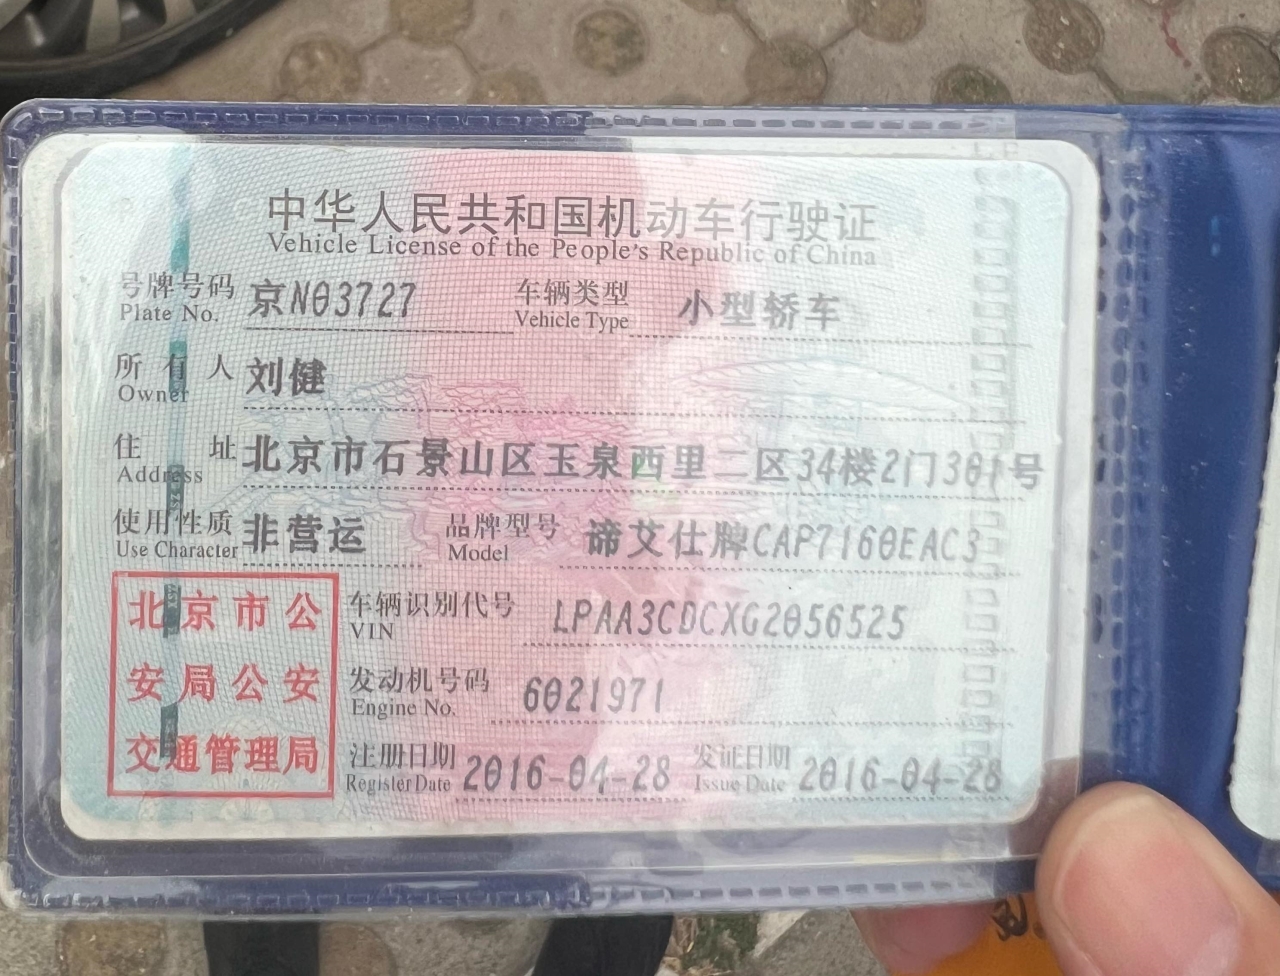 中华人民共和国机动车行驶证
Vehicle License of the People's Republic of China
号牌号码 京N03727 车辆类型 小型轿车
Plate No. Vehicle Type
所有人 刘健
Owner
住址 北京市石景山区玉泉西里二区34楼2门301号
Address
使用性质 非营运 品牌型号 谛艾仕牌CAP7160EAC3
Use Character Model
北京市公
安局公安
交通管理局
车辆识别代号 LPAA3CDCXG2056525
VIN
发动机号码 6021971
Engine No.
注册日期 2016-04-28 发证日期 2016-04-28
Register Date Issue Date